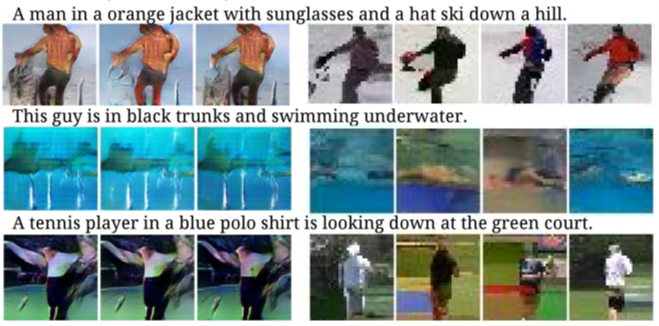 A man in a orange jacket with sunglasses and a hat ski down a hill.
This guy is in black trunks and swimming underwater.
A tennis player in a blue polo shirt is looking down at the green court.